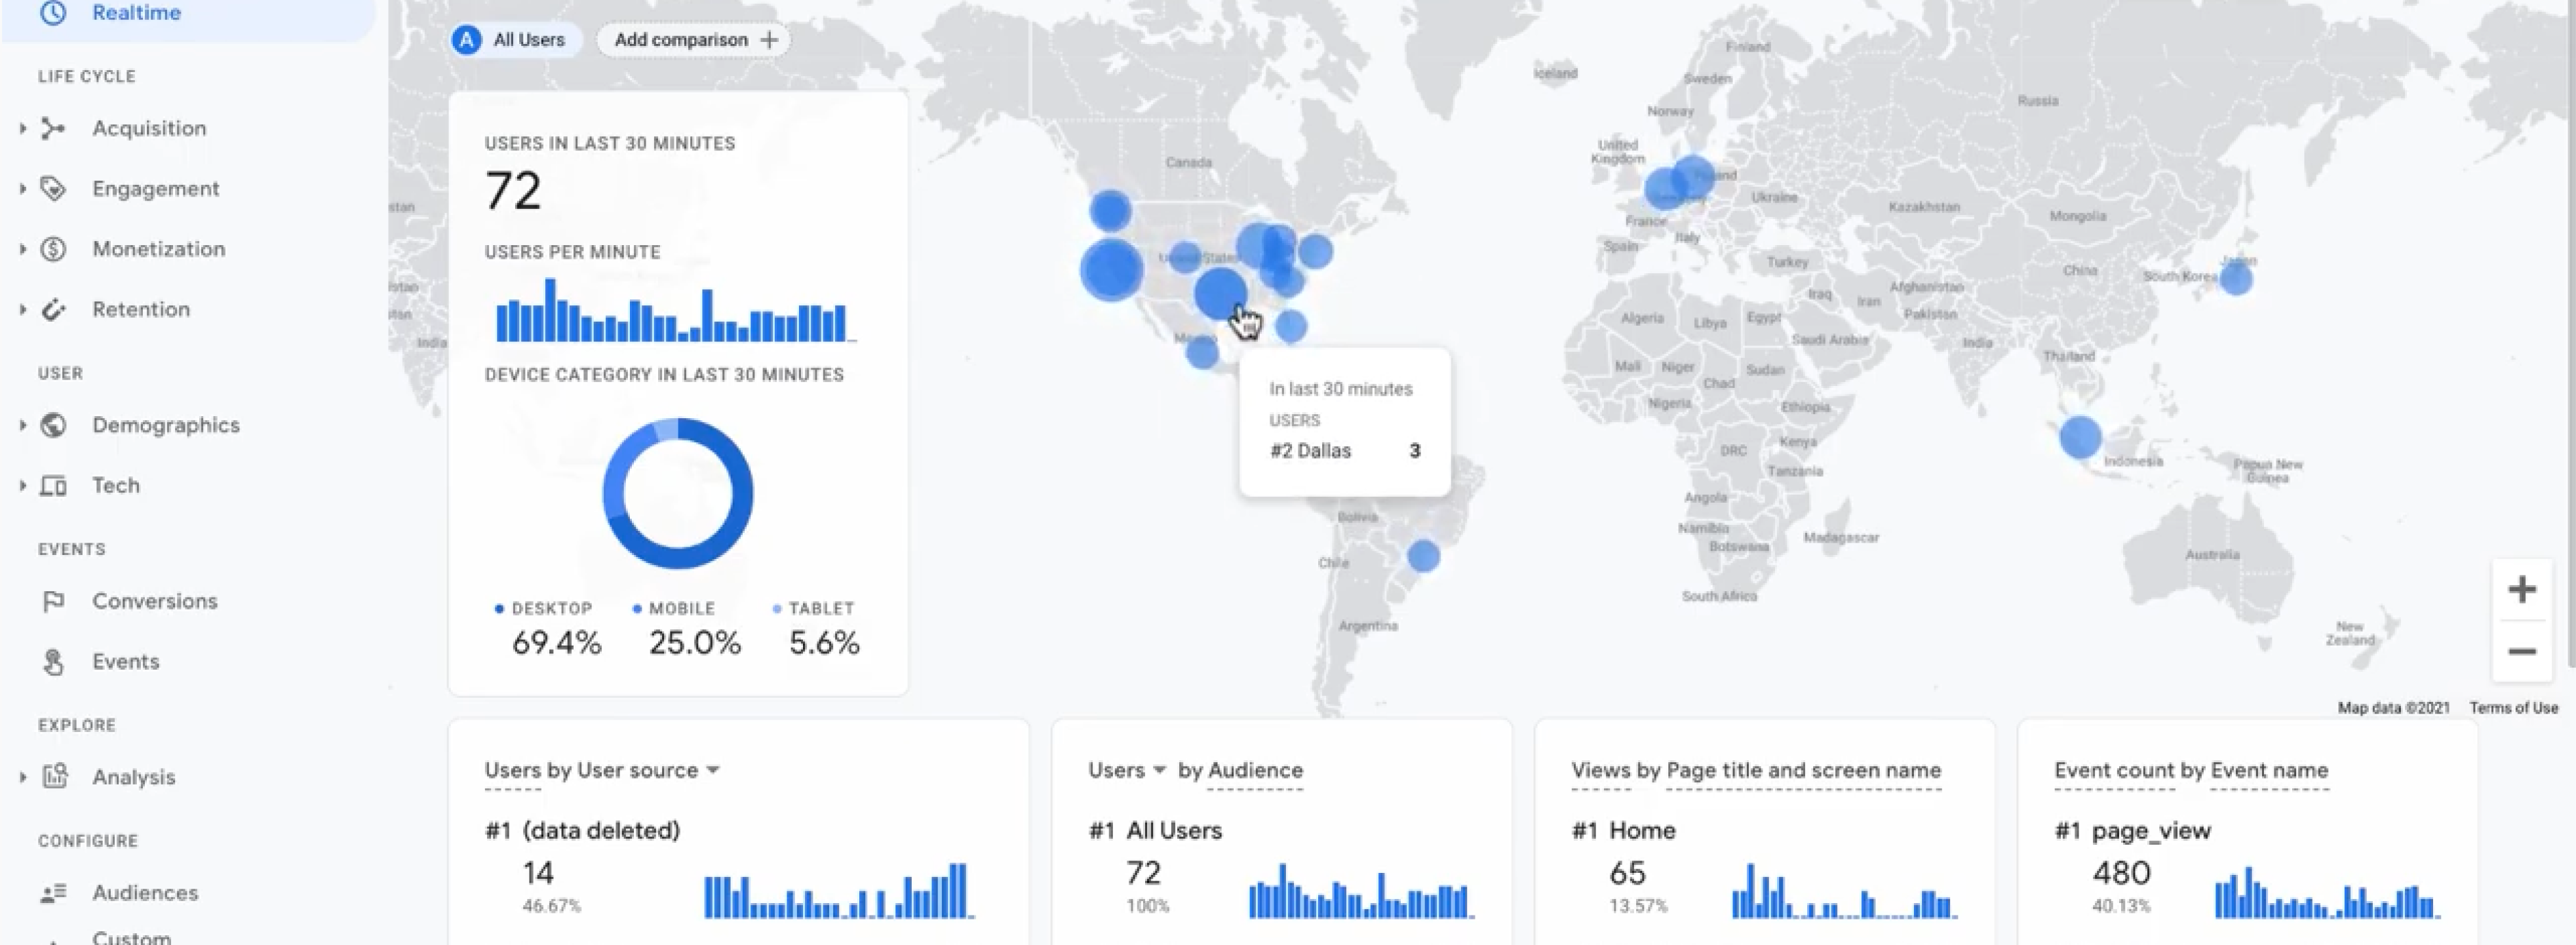 Realtime
LIFE CYCLE
Acquisition
Engagement
Monetization
Retention
USER
Demographics
Tech
EVENTS
Conversions
Events
EXPLORE
Analysis
CONFIGURE
Audiences
Custom
A All Users
Add comparison +
USERS IN LAST 30 MINUTES
72
USERS PER MINUTE
DEVICE CATEGORY IN LAST 30 MINUTES
DESKTOP
69.4%
MOBILE
25.0%
TABLET
5.6%
stan
istan
stan
India
Canada
United States
In last 30 minutes
USERS
#2 Dallas 3
Bolivia
Chile
Argentina
Iceland
Finland
Sweden
Norway
Russia
United
Kingdom
Ukraine
France
Kazakhstan
Mongolia
Spain
Italy
Turkey
China
South Korea
Japan
Iraq
Iran
Afghanistan
Pakistan
Algeria
Libya
Egypt
Saudi Arabia
India
Thailand
Mali
Niger
Chad
Sudan
Nigeria
Ethiopia
DRC
Kenya
Tanzania
Indonesia
Papua New
Guinea
Angola
Namibia
Botswana
Madagascar
South Africa
Australia
New
Zealand
+
−
Map data ©2021 Terms of Use
Users by User source
#1 (data deleted)
14
46.67%
Users by Audience
#1 All Users
72
100%
Views by Page title and screen name
#1 Home
65
13.57%
Event count by Event name
#1 page_view
480
40.13%